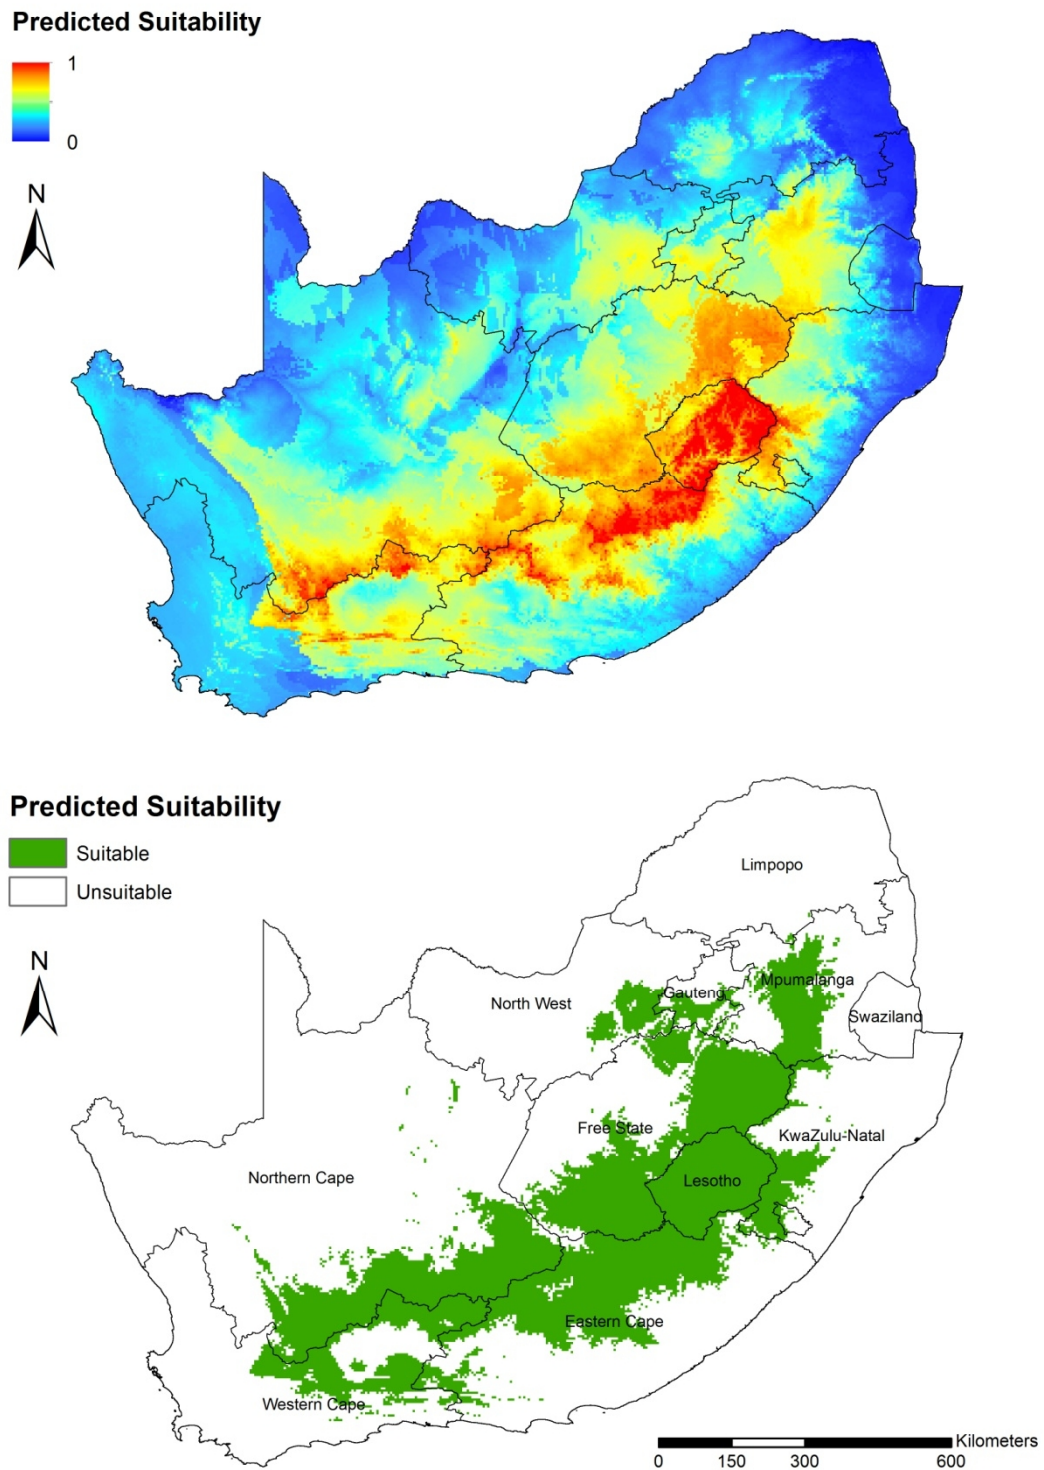 Predicted Suitability
1
0
N
Predicted Suitability
Suitable
Unsuitable
N
Limpopo
North West
Gauteng
Mpumalanga
Swaziland
Free State
KwaZulu-Natal
Northern Cape
Lesotho
Eastern Cape
Western Cape
Kilometers
0 150 300 600